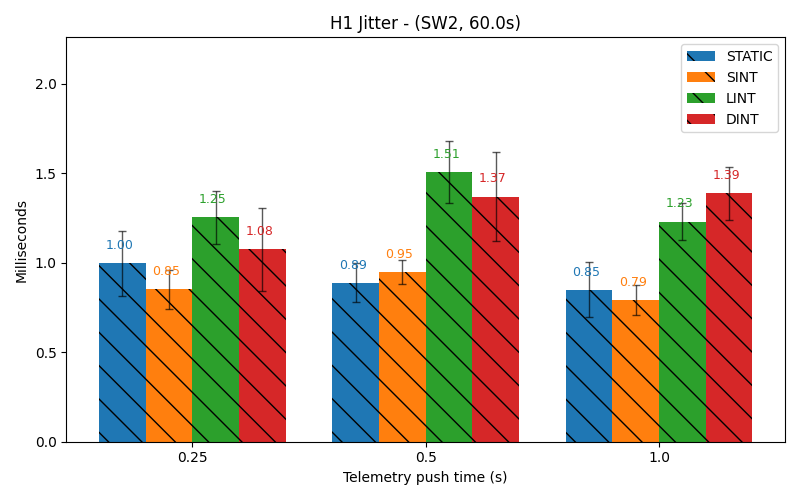 H1 Jitter - (SW2, 60.0s)
STATIC
SINT
LINT
DINT
Milliseconds
2.0
1.5
1.0
0.5
0.0
1.00
0.85
1.25
1.08
0.89
0.95
1.51
1.37
0.85
0.79
1.23
1.39
0.25
0.5
1.0
Telemetry push time (s)